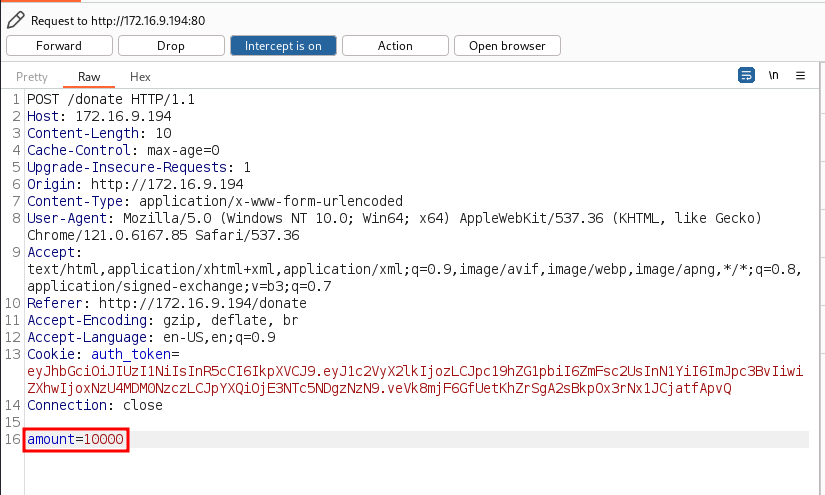 Request to http://172.16.9.194:80
Forward Drop Intercept is on Action Open browser
Pretty Raw Hex \n
1 POST /donate HTTP/1.1
2 Host: 172.16.9.194
3 Content-Length: 10
4 Cache-Control: max-age=0
5 Upgrade-Insecure-Requests: 1
6 Origin: http://172.16.9.194
7 Content-Type: application/x-www-form-urlencoded
8 User-Agent: Mozilla/5.0 (Windows NT 10.0; Win64; x64) AppleWebKit/537.36 (KHTML, like Gecko)
Chrome/121.0.6167.85 Safari/537.36
9 Accept:
text/html,application/xhtml+xml,application/xml;q=0.9,image/avif,image/webp,image/apng,*/*;q=0.8,
application/signed-exchange;v=b3;q=0.7
10 Referer: http://172.16.9.194/donate
11 Accept-Encoding: gzip, deflate, br
12 Accept-Language: en-US,en;q=0.9
13 Cookie: auth_token=
eyJhbGciOiJIUzI1NiIsInR5cCI6IkpXVCJ9.eyJ1c2VyX2lkIjozLCJpc19hZG1pbiI6ZmFsc2UsInN1YiI6ImJpc3BvIiwi
ZXhwIjoxNzU4MDM0NzczLCJpYXQiOjE3NTc5NDgzNzN9.veVk8mjF6GfUetKhZrSgA2sBkpOx3rNx1JCjatfApvQ
14 Connection: close
15
16 amount=10000